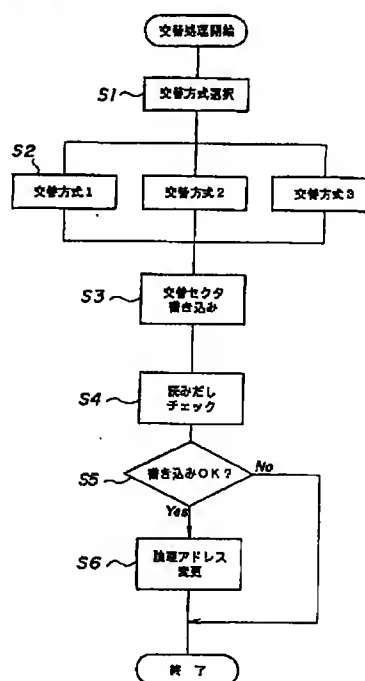 交替処理開始
S1
交替方式選択
S2
交替方式1
交替方式2
交替方式3
S3
交替セクタ
書き込み
S4
読みだし
チェック
S5
書き込みOK?
No
Yes
S6
論理アドレス
変更
終了